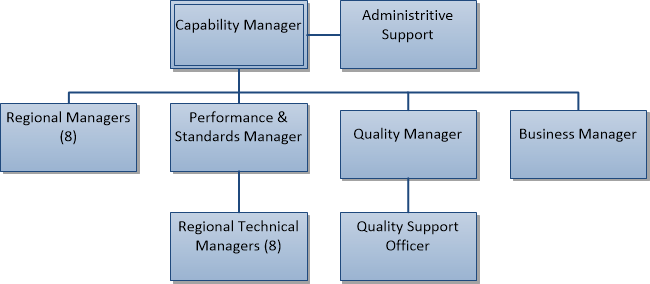 Capability Manager
Administritive
Support
Regional Managers
(8)
Performance &
Standards Manager
Quality Manager
Business Manager
Regional Technical
Managers (8)
Quality Support
Officer